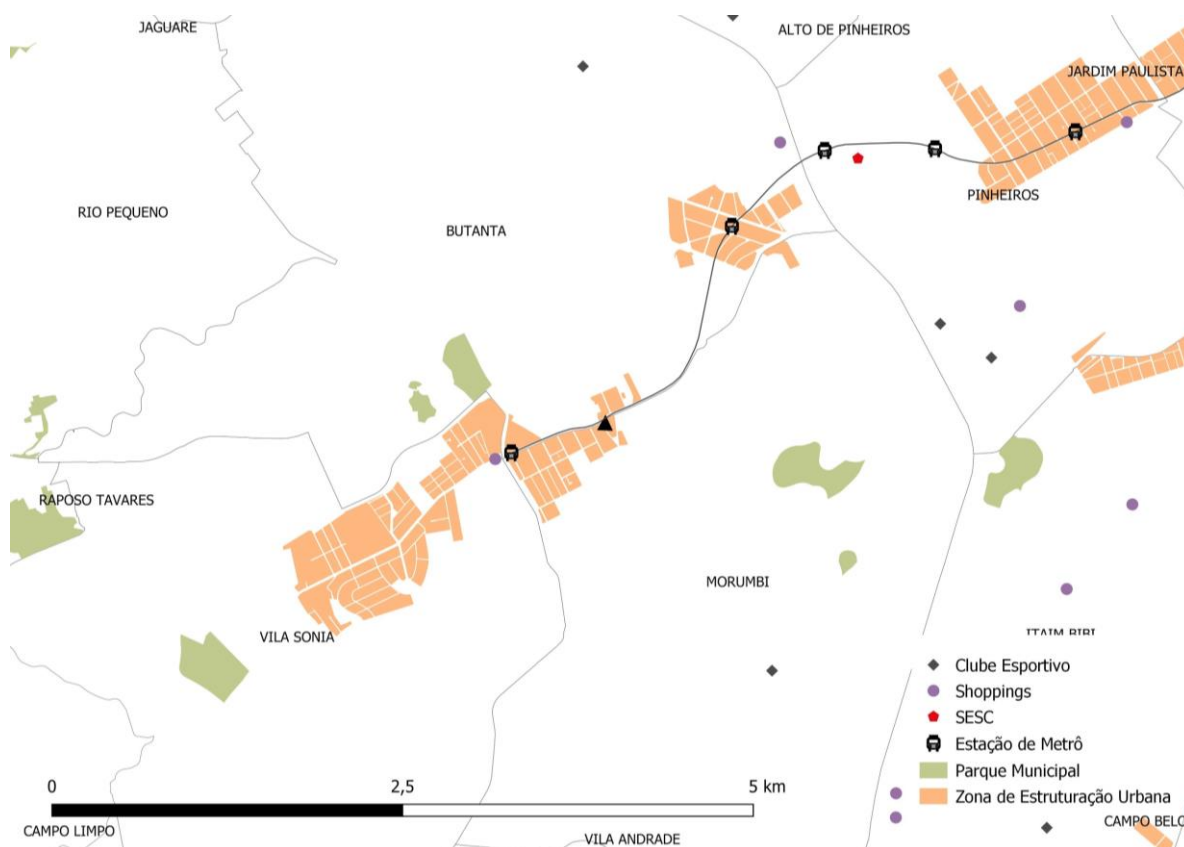 JAGUARE
ALTO DE PINHEIROS
JARDIM PAULISTA
RIO PEQUENO
PINHEIROS
BUTANTA
RAPOSO TAVARES
MORUMBI
VILA SONIA
ITAIM BIBI
Clube Esportivo
Shoppings
SESC
Estação de Metrô
Parque Municipal
Zona de Estruturação Urbana
0 2,5 5 km
CAMPO LIMPO
VILA ANDRADE
CAMPO BELO